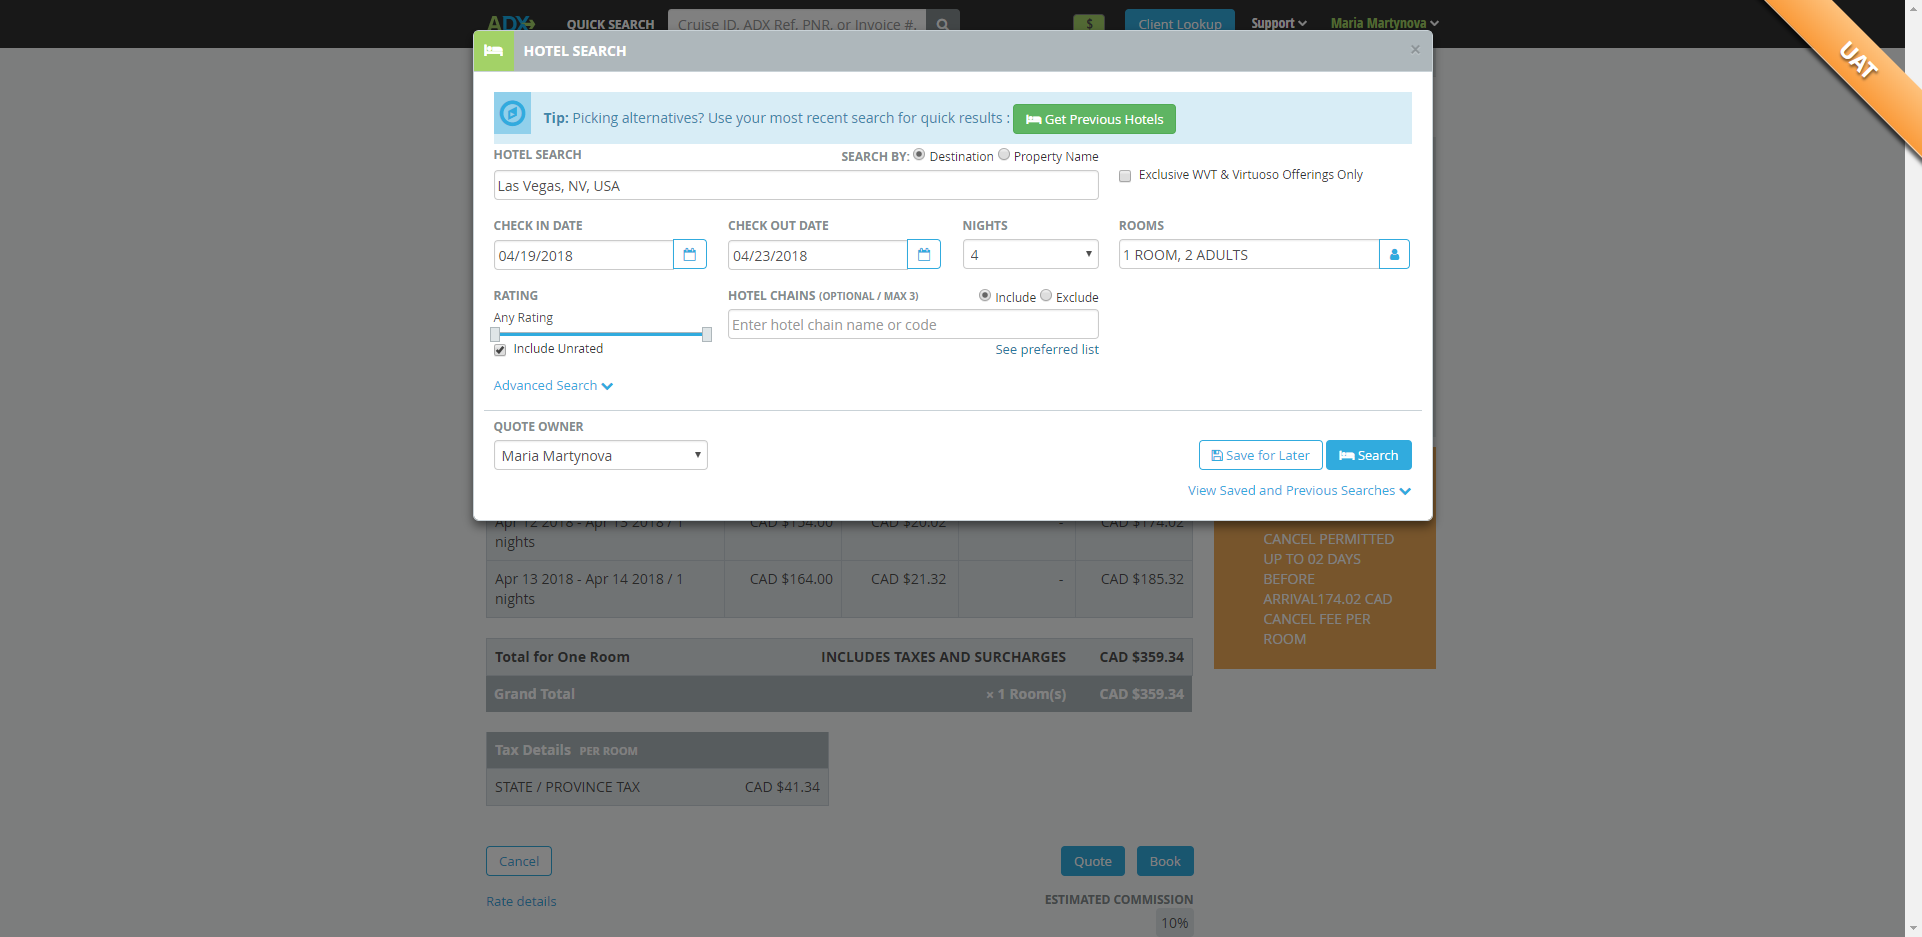 ADX QUICK SEARCH Cruise ID, ADX Ref, PNR, or Invoice #. $ Client Lookup Support Maria Martynova
UAT
HOTEL SEARCH ×
Tip: Picking alternatives? Use your most recent search for quick results : Get Previous Hotels
HOTEL SEARCH SEARCH BY: Destination Property Name
Las Vegas, NV, USA
Exclusive WVT & Virtuoso Offerings Only
CHECK IN DATE CHECK OUT DATE NIGHTS ROOMS
04/19/2018 04/23/2018 4 1 ROOM, 2 ADULTS
RATING HOTEL CHAINS (OPTIONAL / MAX 3) Include Exclude
Any Rating
Enter hotel chain name or code
Include Unrated See preferred list
Advanced Search
QUOTE OWNER
Maria Martynova Save for Later Search
View Saved and Previous Searches
Apr 12 2018 - Apr 13 2018 / 1 CAD $154.00 CAD $20.02 - CAD $174.02
nights
Apr 13 2018 - Apr 14 2018 / 1 CAD $164.00 CAD $21.32 - CAD $185.32
nights
CANCEL PERMITTED
UP TO 02 DAYS
BEFORE
ARRIVAL174.02 CAD
CANCEL FEE PER
ROOM
Total for One Room INCLUDES TAXES AND SURCHARGES CAD $359.34
Grand Total × 1 Room(s) CAD $359.34
Tax Details PER ROOM
STATE / PROVINCE TAX CAD $41.34
Cancel Quote Book
Rate details ESTIMATED COMMISSION
10%